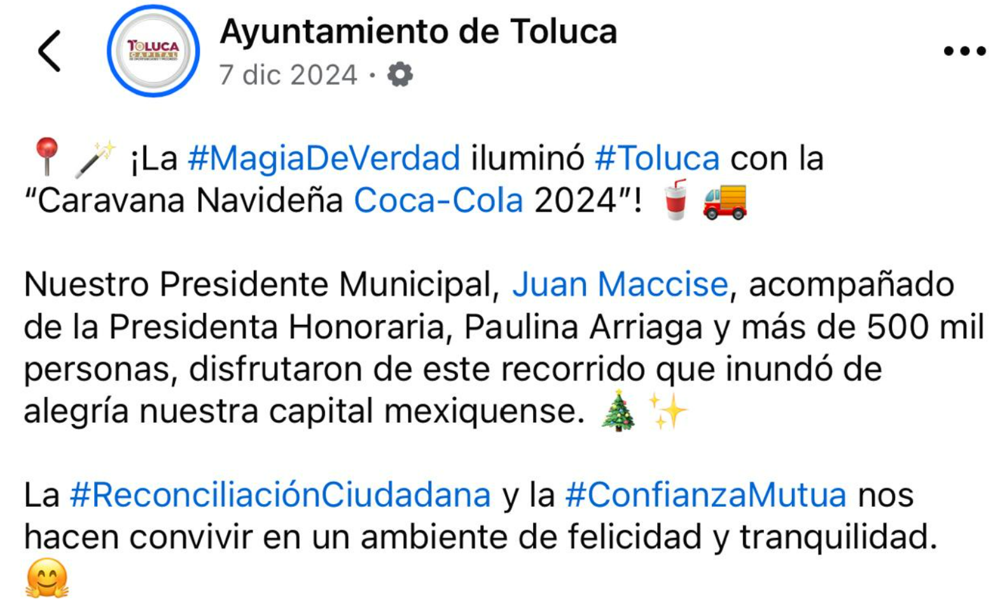 Ayuntamiento de Toluca
TOLUCA
CAPITAL
7 dic 2024 ·
📍🪄 ¡La #MagiaDeVerdad iluminó #Toluca con la
“Caravana Navideña Coca-Cola 2024”! 🥤🚚
Nuestro Presidente Municipal, Juan Maccise, acompañado
de la Presidenta Honoraria, Paulina Arriaga y más de 500 mil
personas, disfrutaron de este recorrido que inundó de
alegría nuestra capital mexiquense. 🎄✨
La #ReconciliaciónCiudadana y la #ConfianzaMutua nos
hacen convivir en un ambiente de felicidad y tranquilidad.
🤗